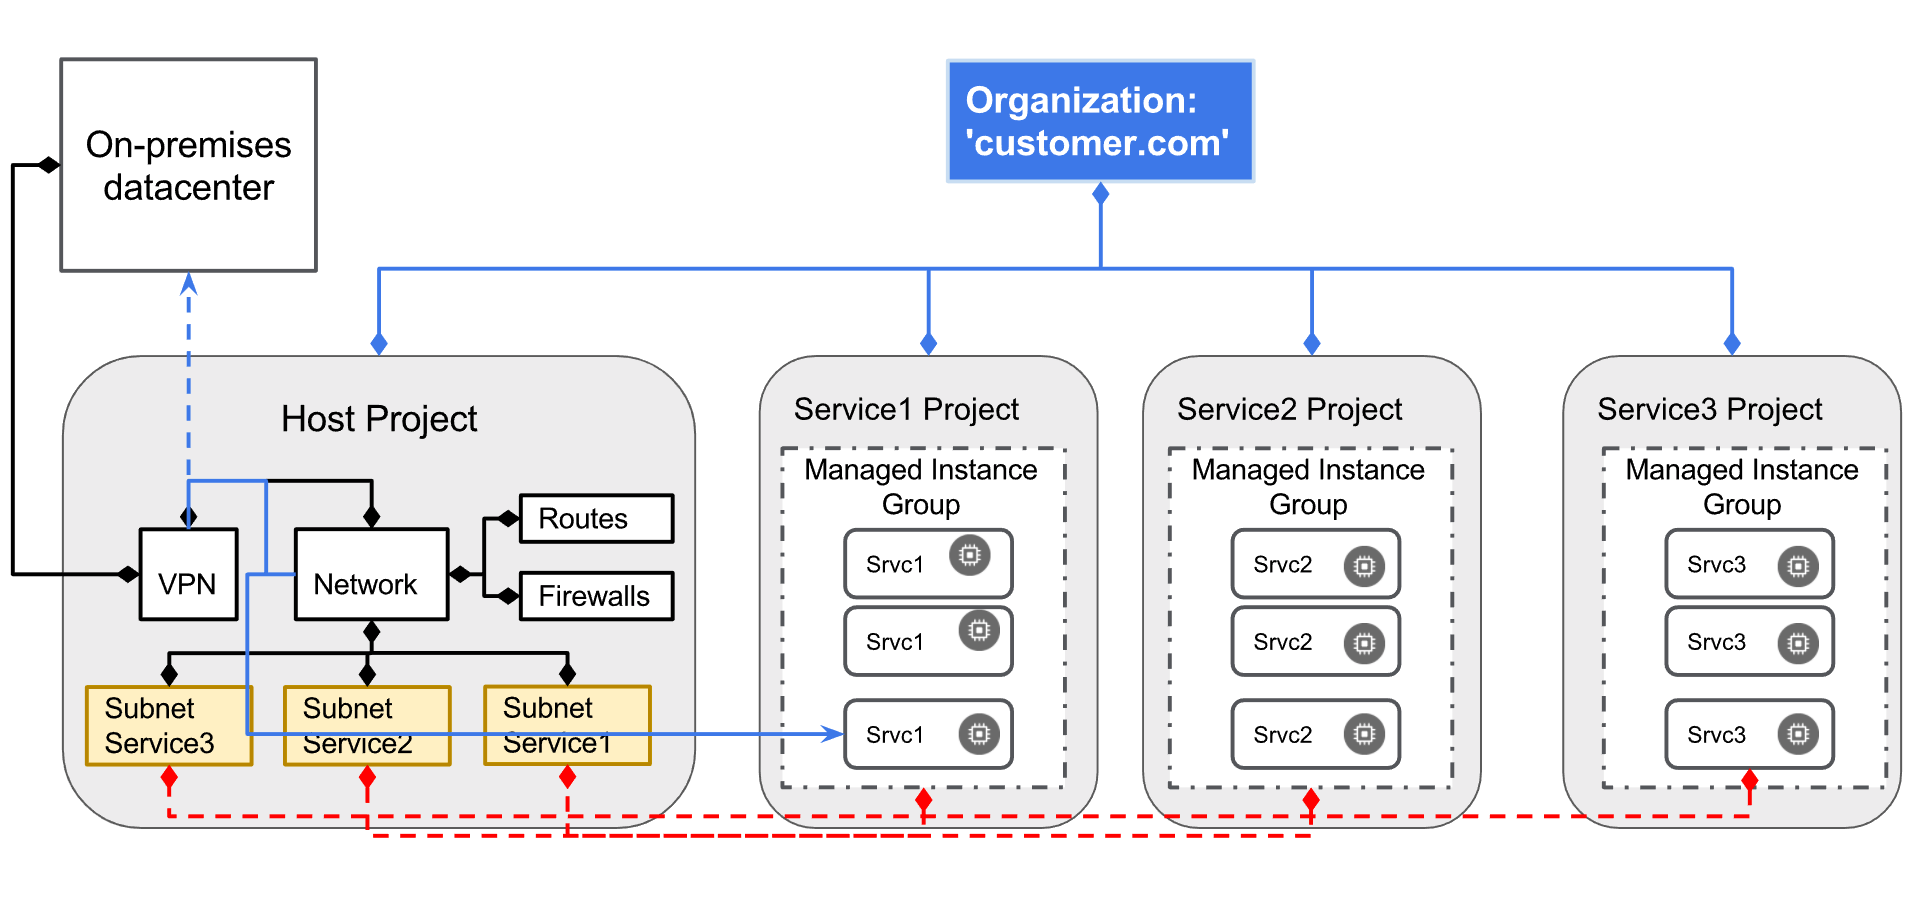 On-premises
datacenter
Organization:
'customer.com'
Host Project
VPN
Network
Routes
Firewalls
Subnet
Service3
Subnet
Service2
Subnet
Service1
Service1 Project
Managed Instance
Group
Srvc1
Srvc1
Srvc1
Service2 Project
Managed Instance
Group
Srvc2
Srvc2
Srvc2
Service3 Project
Managed Instance
Group
Srvc3
Srvc3
Srvc3